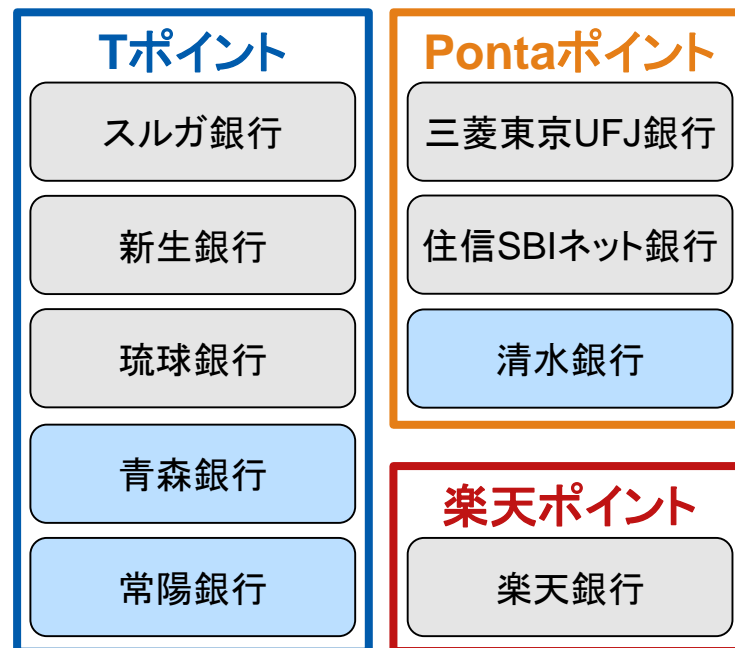 Tポイント
スルガ銀行
新生銀行
琉球銀行
青森銀行
常陽銀行
Pontaポイント
三菱東京UFJ銀行
住信SBIネット銀行
清水銀行
楽天ポイント
楽天銀行